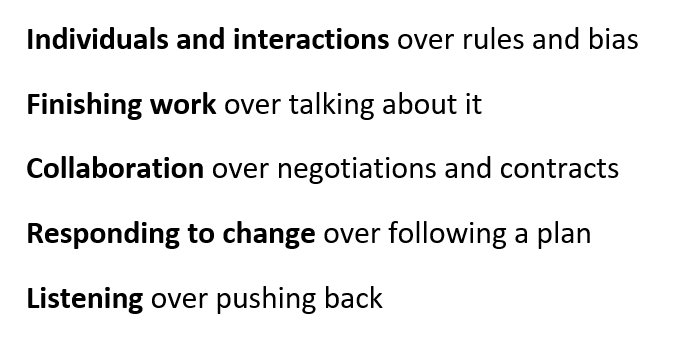 Individuals and interactions over rules and bias
Finishing work over talking about it
Collaboration over negotiations and contracts
Responding to change over following a plan
Listening over pushing back